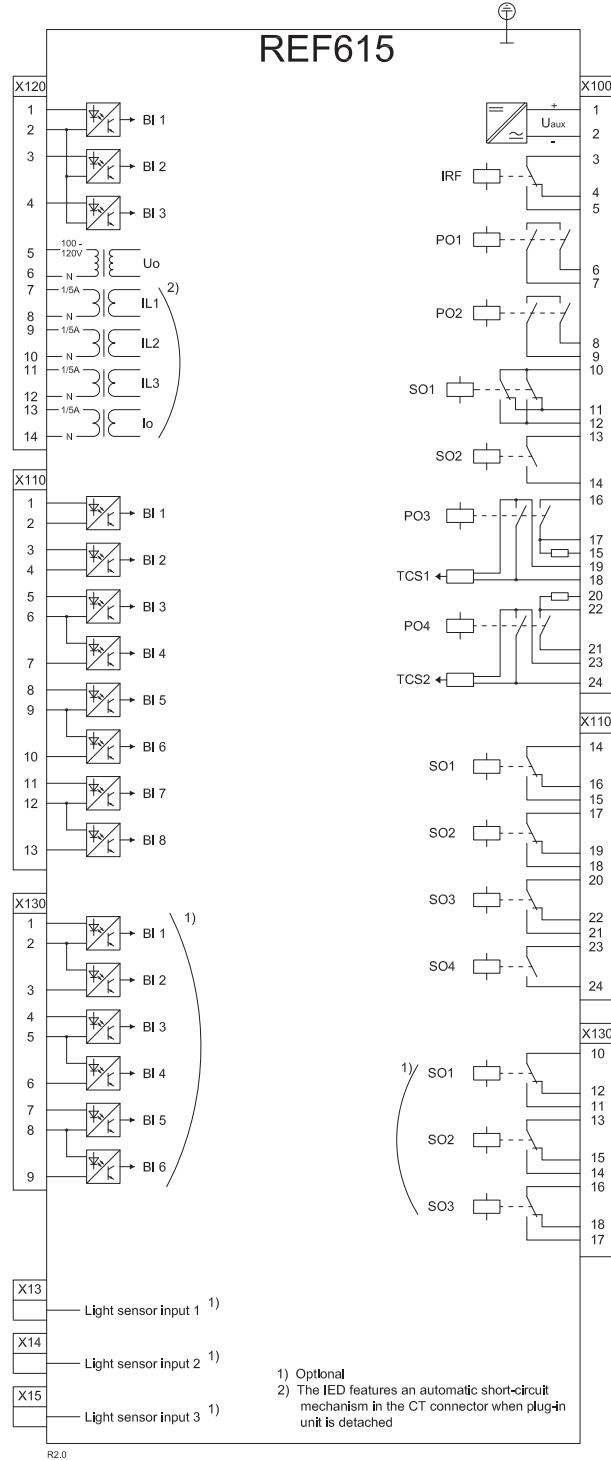 REF615
X120
1
2
3
4
5
6
7
8
9
10
11
12
13
14
BI 1
BI 2
BI 3
100 -
120V
N
Uo
1/5A
N
IL1
2)
1/5A
N
IL2
1/5A
N
IL3
1/5A
N
Io
X110
1
2
3
4
5
6
7
8
9
10
11
12
13
BI 1
BI 2
BI 3
BI 4
BI 5
BI 6
BI 7
BI 8
X130
1
2
3
4
5
6
7
8
9
BI 1
BI 2
BI 3
BI 4
BI 5
BI 6
1)
X13
Light sensor input 1 1)
X14
Light sensor input 2 1)
X15
Light sensor input 3 1)
X100
+
Uaux
-
1
2
IRF
3
4
5
PO1
6
7
PO2
8
9
SO1
10
11
12
SO2
13
14
PO3
16
17
15
19
18
TCS1
20
22
PO4
21
23
24
TCS2
X110
SO1
14
16
15
SO2
17
19
18
SO3
20
22
21
SO4
23
24
X130
1)
SO1
10
12
11
SO2
13
15
14
SO3
16
18
17
1) Optional
2) The IED features an automatic short-circuit
mechanism in the CT connector when plug-in
unit is detached
R2.0